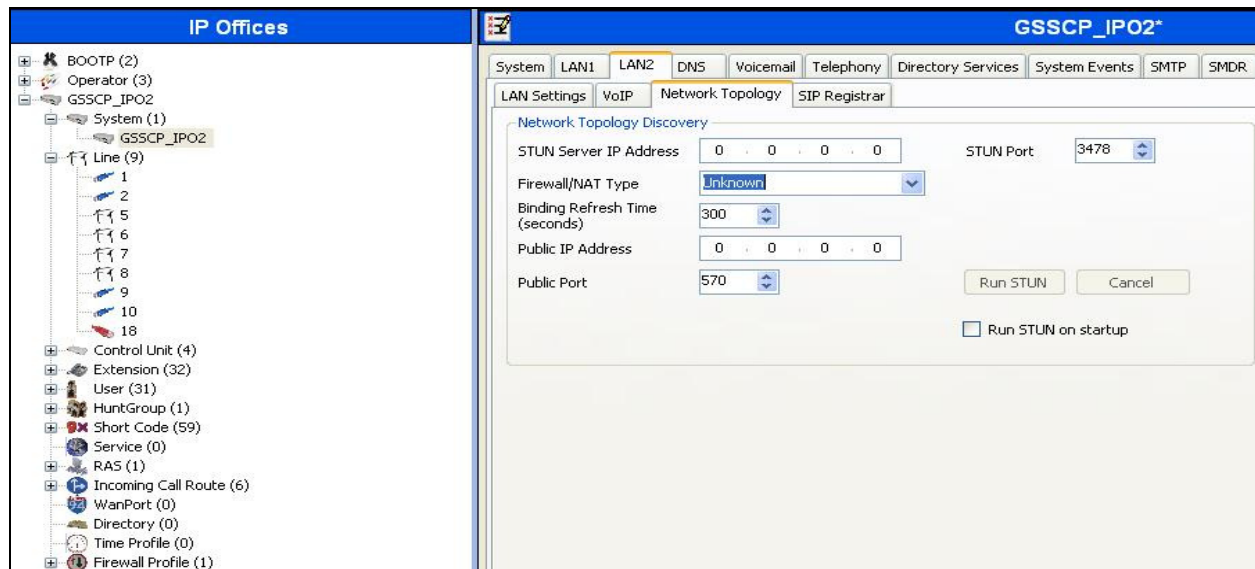 IP Offices
BOOTP (2)
Operator (3)
GSSCP_IPO2
System (1)
GSSCP_IPO2
Line (9)
1
2
5
6
7
8
9
10
18
Control Unit (4)
Extension (32)
User (31)
HuntGroup (1)
Short Code (59)
Service (0)
RAS (1)
Incoming Call Route (6)
WanPort (0)
Directory (0)
Time Profile (0)
Firewall Profile (1)
GSSCP_IPO2*
System LAN1 LAN2 DNS Voicemail Telephony Directory Services System Events SMTP SMDR
LAN Settings VoIP Network Topology SIP Registrar
Network Topology Discovery
STUN Server IP Address 0 . 0 . 0 . 0 STUN Port 3478
Firewall/NAT Type Unknown
Binding Refresh Time
(seconds) 300
Public IP Address 0 . 0 . 0 . 0
Public Port 570 Run STUN Cancel
Run STUN on startup